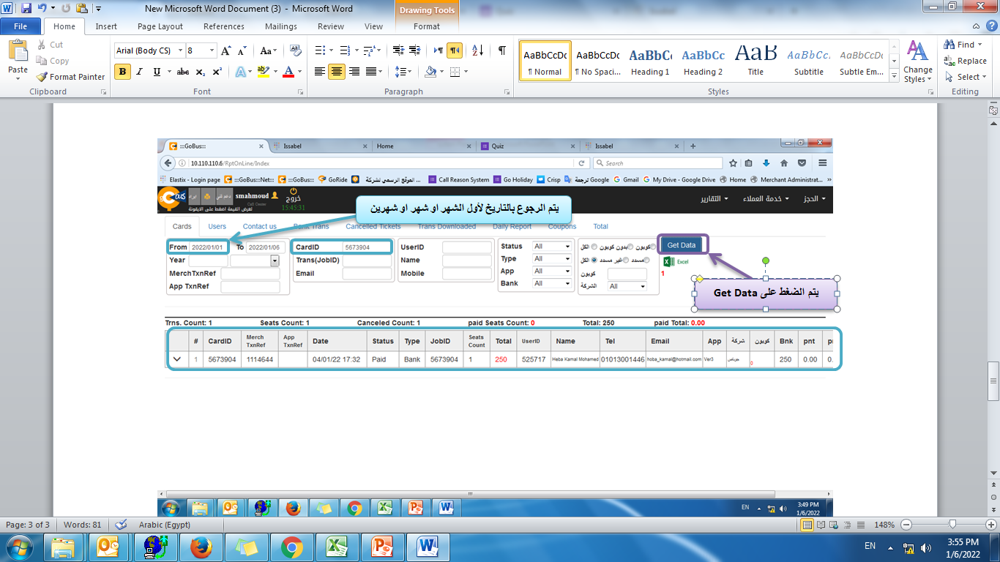 New Microsoft Word Document (3) - Microsoft Word
Drawing Tools
File Home Insert Page Layout References Mailings Review View Format
Paste
Cut
Copy
Format Painter
Arial (Body CS) 8
B I U abc X₂ X² A A
AaBbCcDc AaBbCcDc AaBbCc AaBbCc AaB AaBbCc. AaBbCcDc
¶ Normal ¶ No Spaci... Heading 1 Heading 2 Title Subtitle Subtle Em...
Change Styles
Find
Replace
Select
Clipboard Font Paragraph Styles Editing
:::GoBus::: Issabel Home Quiz Issabel
10.110.110.6/RptOnLine/Index Search
Elastix - Login page :::GoBus:::Net::: :::GoBus::: GoRide الموقع الرسمي لشركة ... Call Reason System Go Holiday Crisp ترجمة Google Gmail My Drive - Google Drive Home Merchant Administrat... »
smahmoud
Call Center
خروج
15:45:31
لعرض القيمة اضغط على الايقونة
التقارير خدمة العملاء الحجز
يتم الرجوع بالتاريخ لأول الشهر او شهر او شهرين
Cards Users Contact us Bank Trans Cancelled Tickets Trans Downloaded Daily Report Coupons Total
From 2022/01/01 To 2022/01/06 CardID 5673904 UserID Status All الكل بدون كوبون كوبون Get Data
Year Trans(JobID) Name Type All الكل غير مسدد مسدد Excel
MerchTxnRef Email Mobile App All كوبون 1
App TxnRef Bank All الشركة All
يتم الضغط على Get Data
Trns. Count: 1 Seats Count: 1 Canceled Count: 1 paid Seats Count: 0 Total: 250 paid Total: 0.00
# CardID Merch TxnRef App TxnRef Date Status Type JobID Seats Count Total UserID Name Tel Email App شركة كوبون Bnk pnt
1 5673904 1114644 04/01/22 17:32 Paid Bank 5673904 1 250 525717 Heba Kamal Mohamed 01013001446 hoba_kamal@hotmail.com Ver3 جوباص 0 250 0.00 0.
EN 3:49 PM
1/6/2022
Page: 3 of 3 Words: 81 Arabic (Egypt) 148%
EN 3:55 PM
1/6/2022